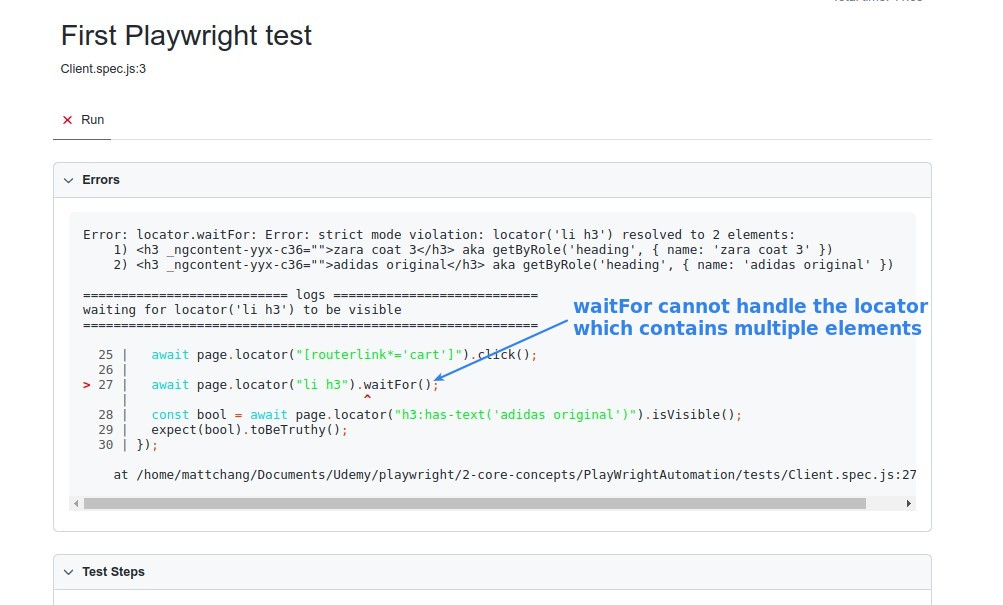 First Playwright test
Client.spec.js:3
✕ Run
Errors
Error: locator.waitFor: Error: strict mode violation: locator('li h3') resolved to 2 elements:
1) <h3 _ngcontent-yyx-c36="">zara coat 3</h3> aka getByRole('heading', { name: 'zara coat 3' })
2) <h3 _ngcontent-yyx-c36="">adidas original</h3> aka getByRole('heading', { name: 'adidas original' })
=========================== logs ===========================
waiting for locator('li h3') to be visible
============================================================
waitFor cannot handle the locator
which contains multiple elements
25 |   await page.locator("[routerlink*='cart']").click();
26 |
> 27 |   await page.locator("li h3").waitFor();
|                               ^
28 |   const bool = await page.locator("h3:has-text('adidas original')").isVisible();
29 |   expect(bool).toBeTruthy();
30 | });
at /home/mattchang/Documents/Udemy/playwright/2-core-concepts/PlayWrightAutomation/tests/Client.spec.js:27
Test Steps